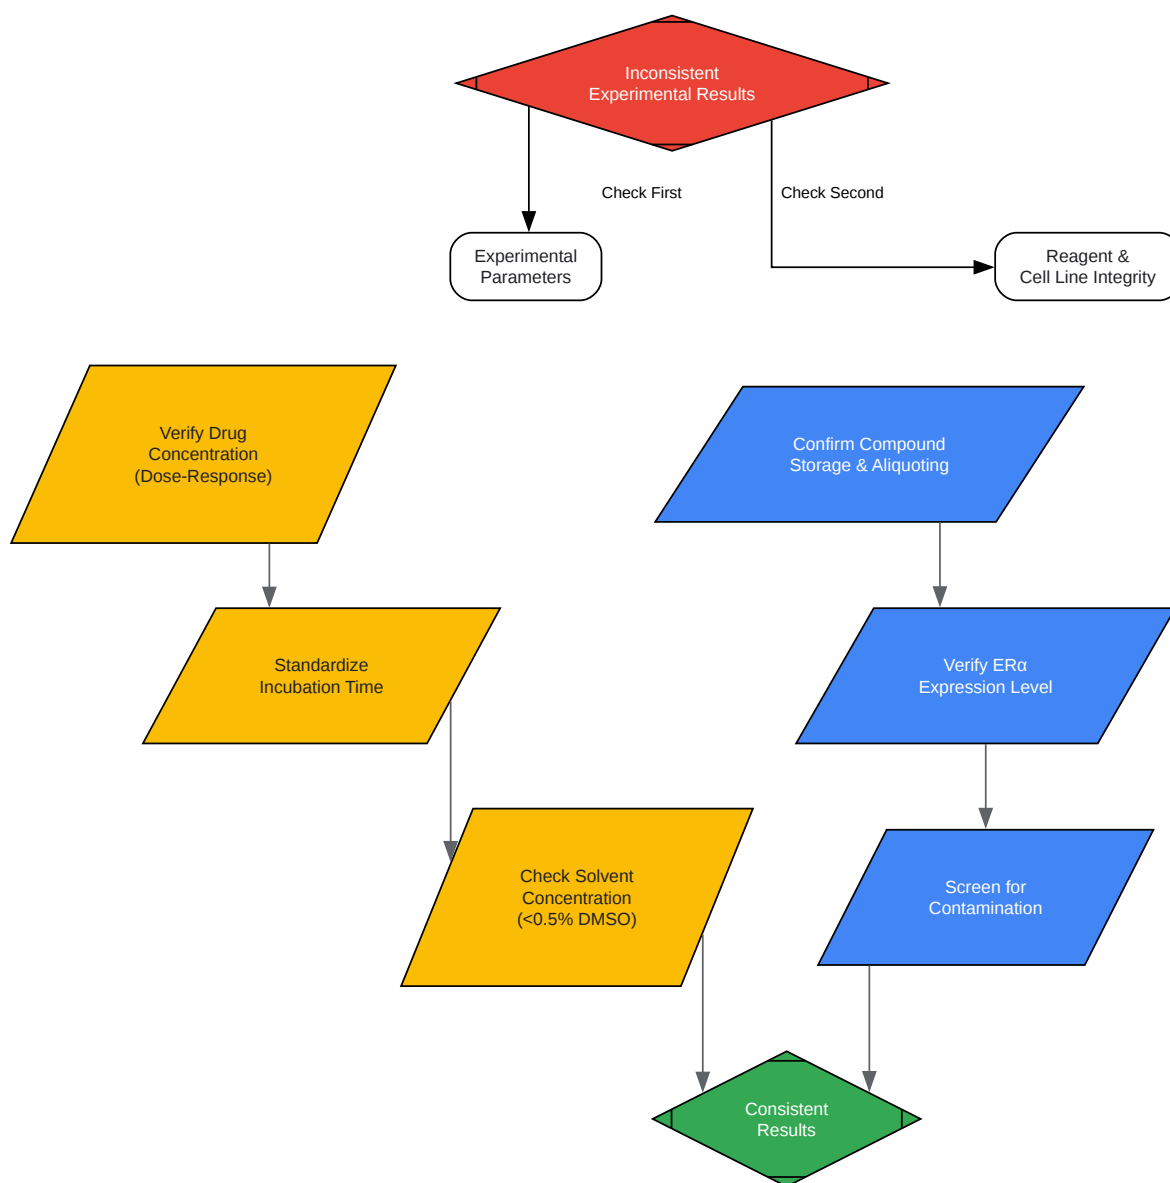 Inconsistent
Experimental Results
Check First
Check Second
Experimental
Parameters
Reagent &
Cell Line Integrity
Verify Drug
Concentration
(Dose-Response)
Confirm Compound
Storage & Aliquoting
Standardize
Incubation Time
Verify ERα
Expression Level
Check Solvent
Concentration
(<0.5% DMSO)
Screen for
Contamination
Consistent
Results